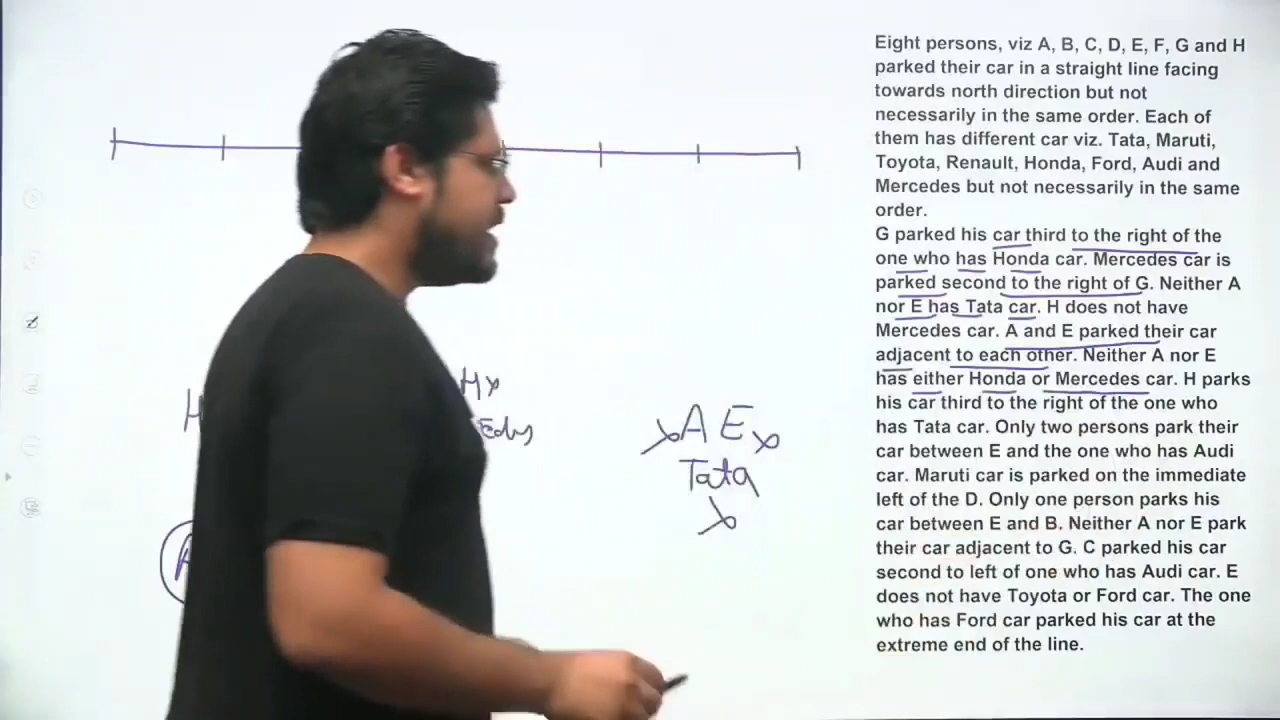 Eight persons, viz A, B, C, D, E, F, G and H
parked their car in a straight line facing
towards north direction but not
necessarily in the same order. Each of
them has different car viz. Tata, Maruti,
Toyota, Renault, Honda, Ford, Audi and
Mercedes but not necessarily in the same
order.
G parked his car third to the right of the
one who has Honda car. Mercedes car is
parked second to the right of G. Neither A
nor E has Tata car. H does not have
Mercedes car. A and E parked their car
adjacent to each other. Neither A nor E
has either Honda or Mercedes car. H parks
his car third to the right of the one who
has Tata car. Only two persons park their
car between E and the one who has Audi
car. Maruti car is parked on the immediate
left of the D. Only one person parks his
car between E and B. Neither A nor E park
their car adjacent to G. C parked his car
second to left of one who has Audi car. E
does not have Toyota or Ford car. The one
who has Ford car parked his car at the
extreme end of the line.
H
Hx
A E
Tata